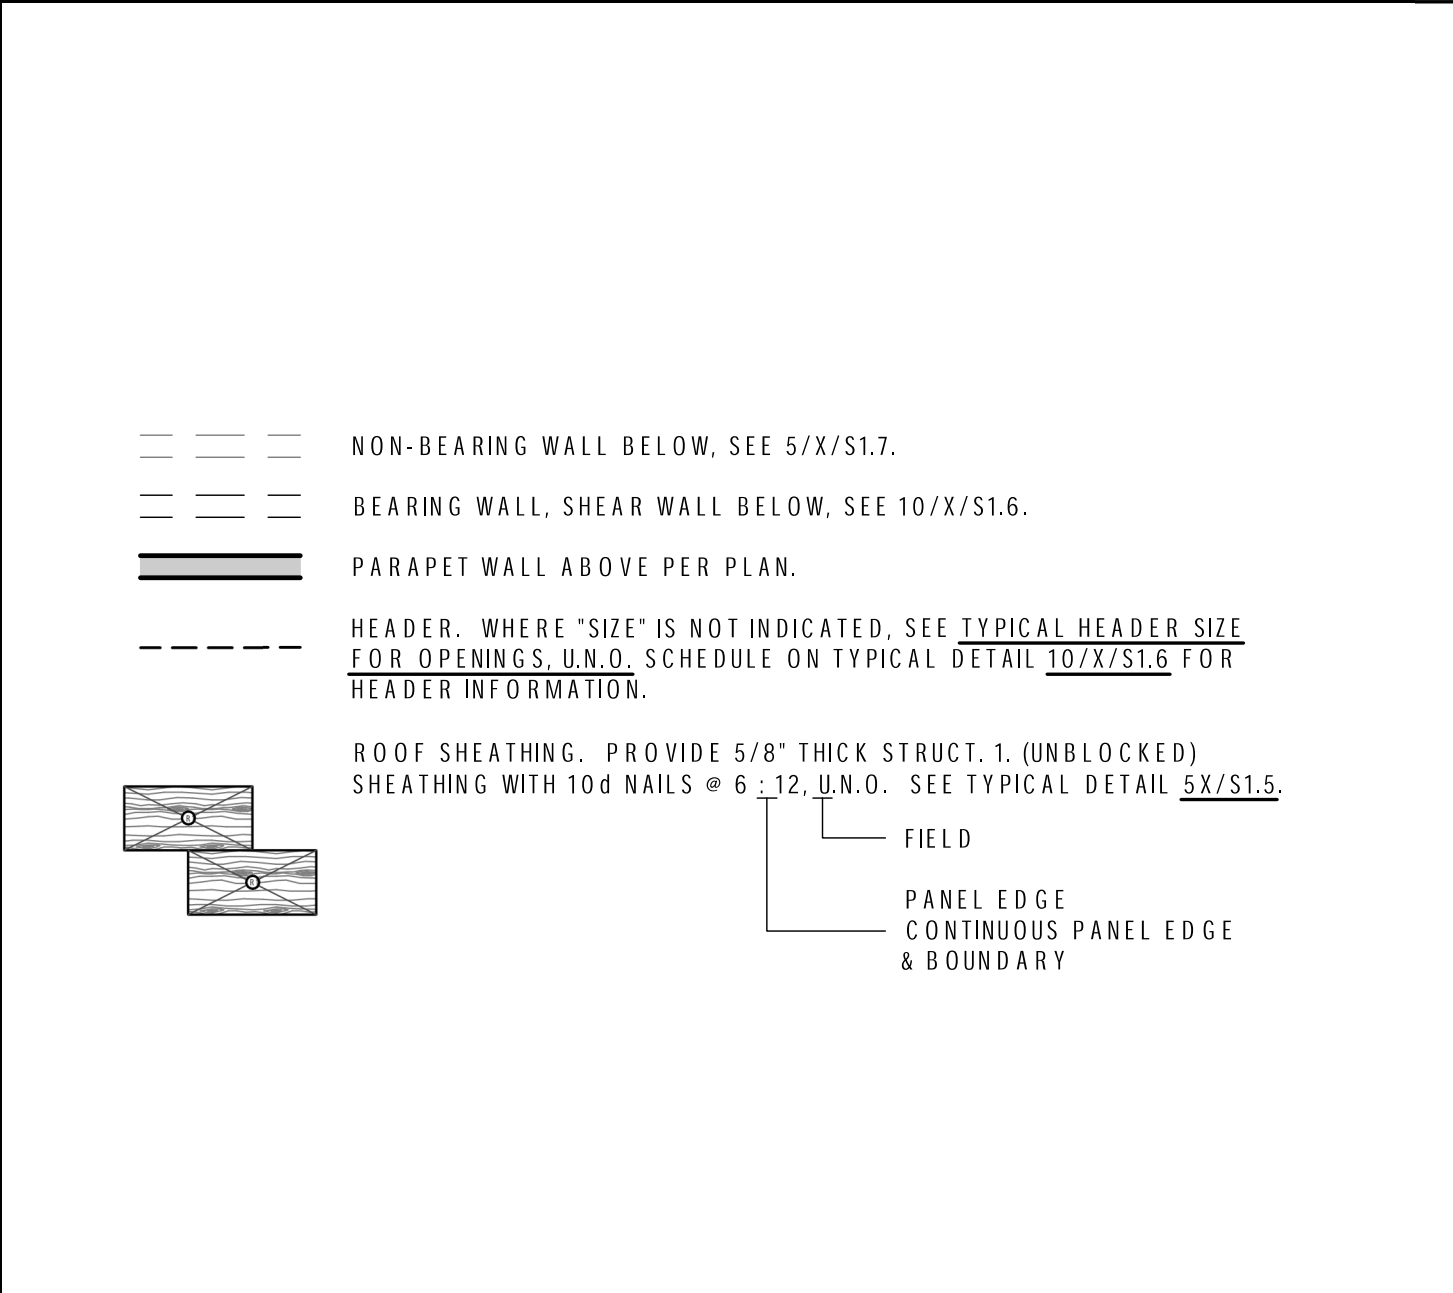 NON-BEARING WALL BELOW, SEE 5/X/S1.7.
BEARING WALL, SHEAR WALL BELOW, SEE 10/X/S1.6.
PARAPET WALL ABOVE PER PLAN.
HEADER. WHERE "SIZE" IS NOT INDICATED, SEE TYPICAL HEADER SIZE
FOR OPENINGS, U.N.O. SCHEDULE ON TYPICAL DETAIL 10/X/S1.6 FOR
HEADER INFORMATION.
ROOF SHEATHING. PROVIDE 5/8" THICK STRUCT. 1. (UNBLOCKED)
SHEATHING WITH 10d NAILS @ 6 : 12, U.N.O. SEE TYPICAL DETAIL 5X/S1.5.
R
R
FIELD
PANEL EDGE
CONTINUOUS PANEL EDGE
& BOUNDARY